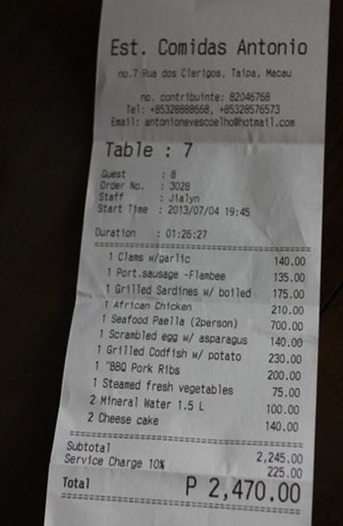 Est. Comidas Antonio
no.7 Rua dos Clerigos, Taipa, Macau
no. contribuinte: 82046768
Tel: +85328888668, +85328576573
Email: antonionevescoelho@hotmail.com
Table : 7
Guest : 8
Order No. : 3028
Staff : Jialyn
Start Time : 2013/07/04 19:45
Duration : 01:26:27
1 Clams w/garlic 140.00
1 Port.sausage -Flambee 135.00
1 Grilled Sardines w/ boiled 175.00
1 African Chicken 210.00
1 Seafood Paella (2person) 700.00
1 Scrambled egg w/ asparagus 140.00
1 Grilled Codfish w/ potato 230.00
1 "BBQ Pork Ribs 200.00
1 Steamed fresh vegetables 75.00
2 Mineral Water 1.5 L 100.00
2 Cheese cake 140.00
Subtotal 2,245.00
Service Charge 10% 225.00
Total P 2,470.00